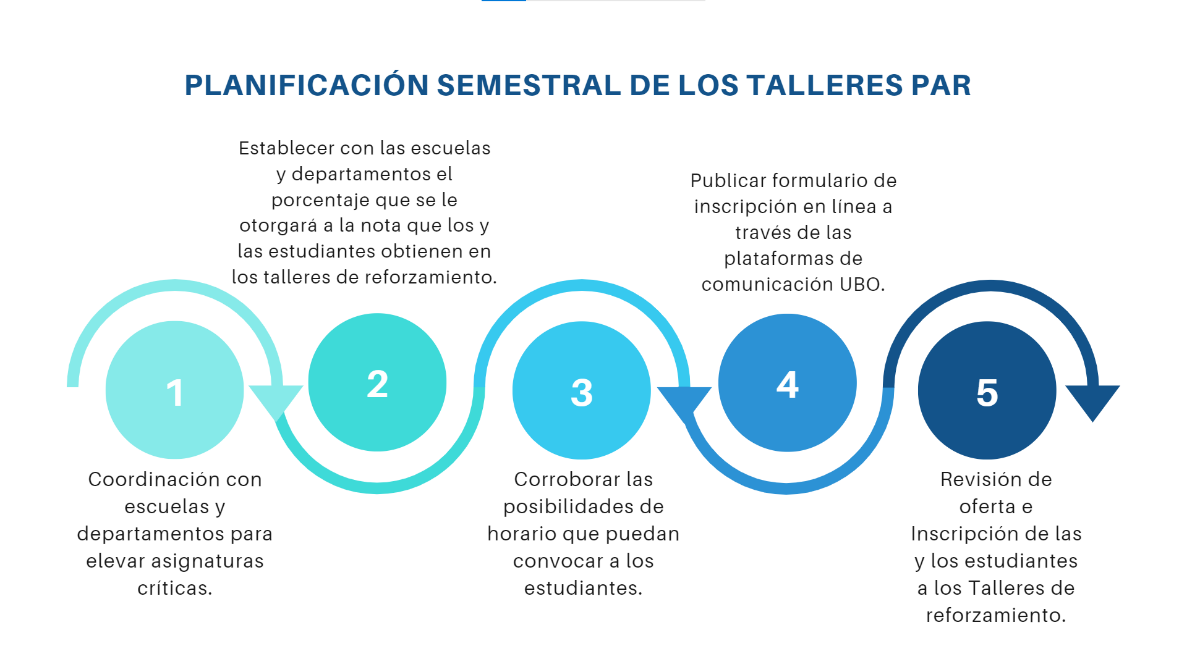 PLANIFICACIÓN SEMESTRAL DE LOS TALLERES PAR
1
Coordinación con
escuelas y
departamentos para
elevar asignaturas
críticas.
Establecer con las escuelas
y departamentos el
porcentaje que se le
otorgará a la nota que los y
las estudiantes obtienen en
los talleres de reforzamiento.
2
3
Corroborar las
posibilidades de
horario que puedan
convocar a los
estudiantes.
Publicar formulario de
inscripción en línea a
través de las
plataformas de
comunicación UBO.
4
5
Revisión de
oferta e
Inscripción de las
y los estudiantes
a los Talleres de
reforzamiento.